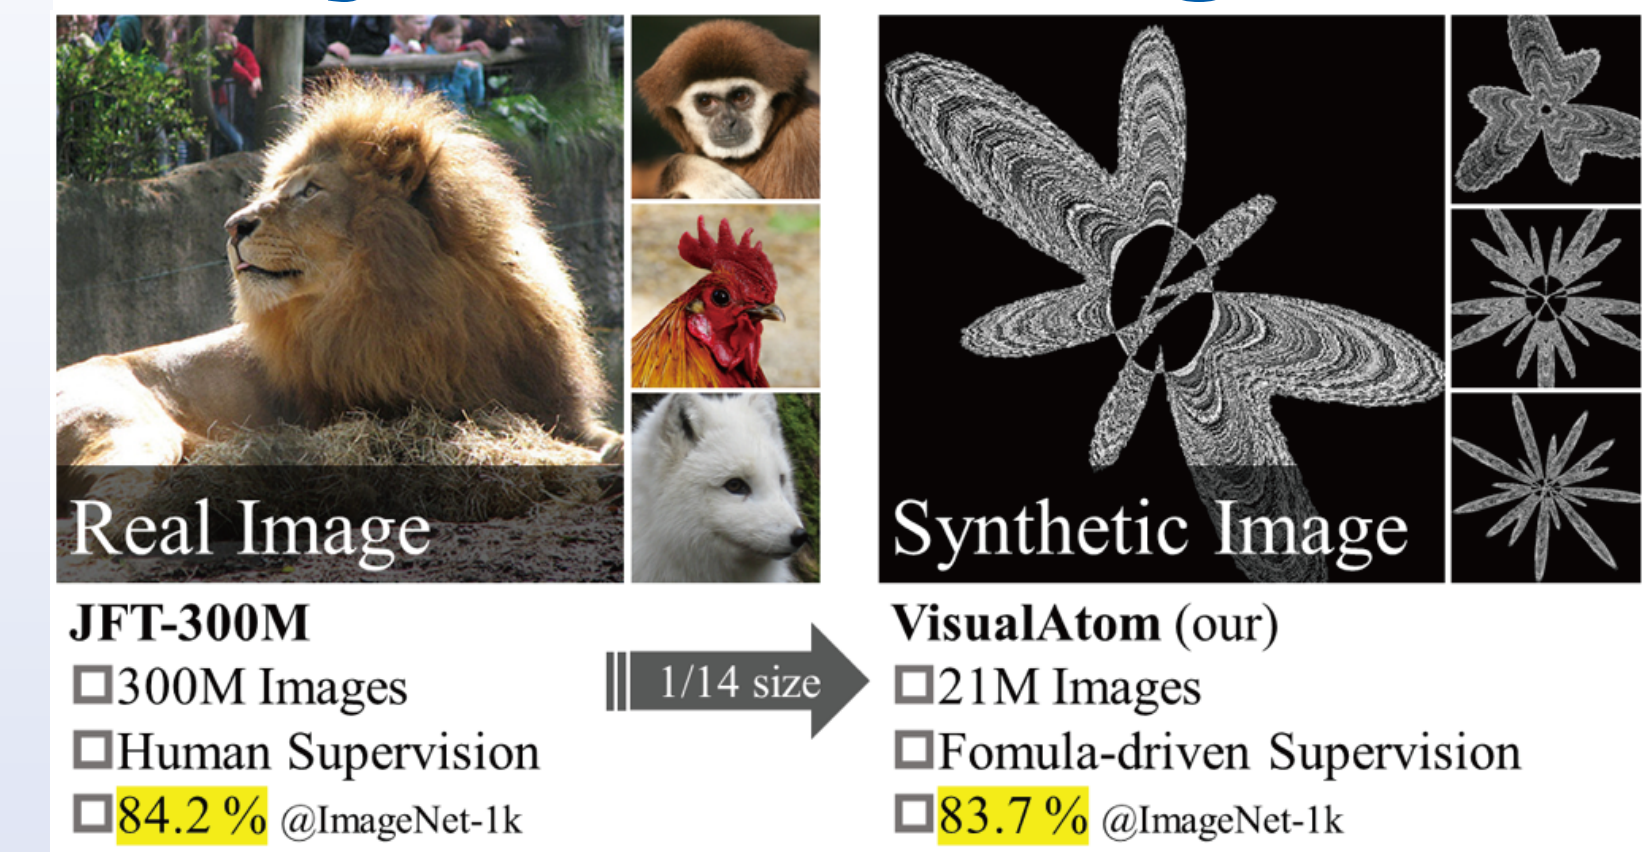 Real Image
Synthetic Image
JFT-300M
300M Images
Human Supervision
84.2 % @ImageNet-1k
1/14 size
VisualAtom (our)
21M Images
Fomula-driven Supervision
83.7 % @ImageNet-1k